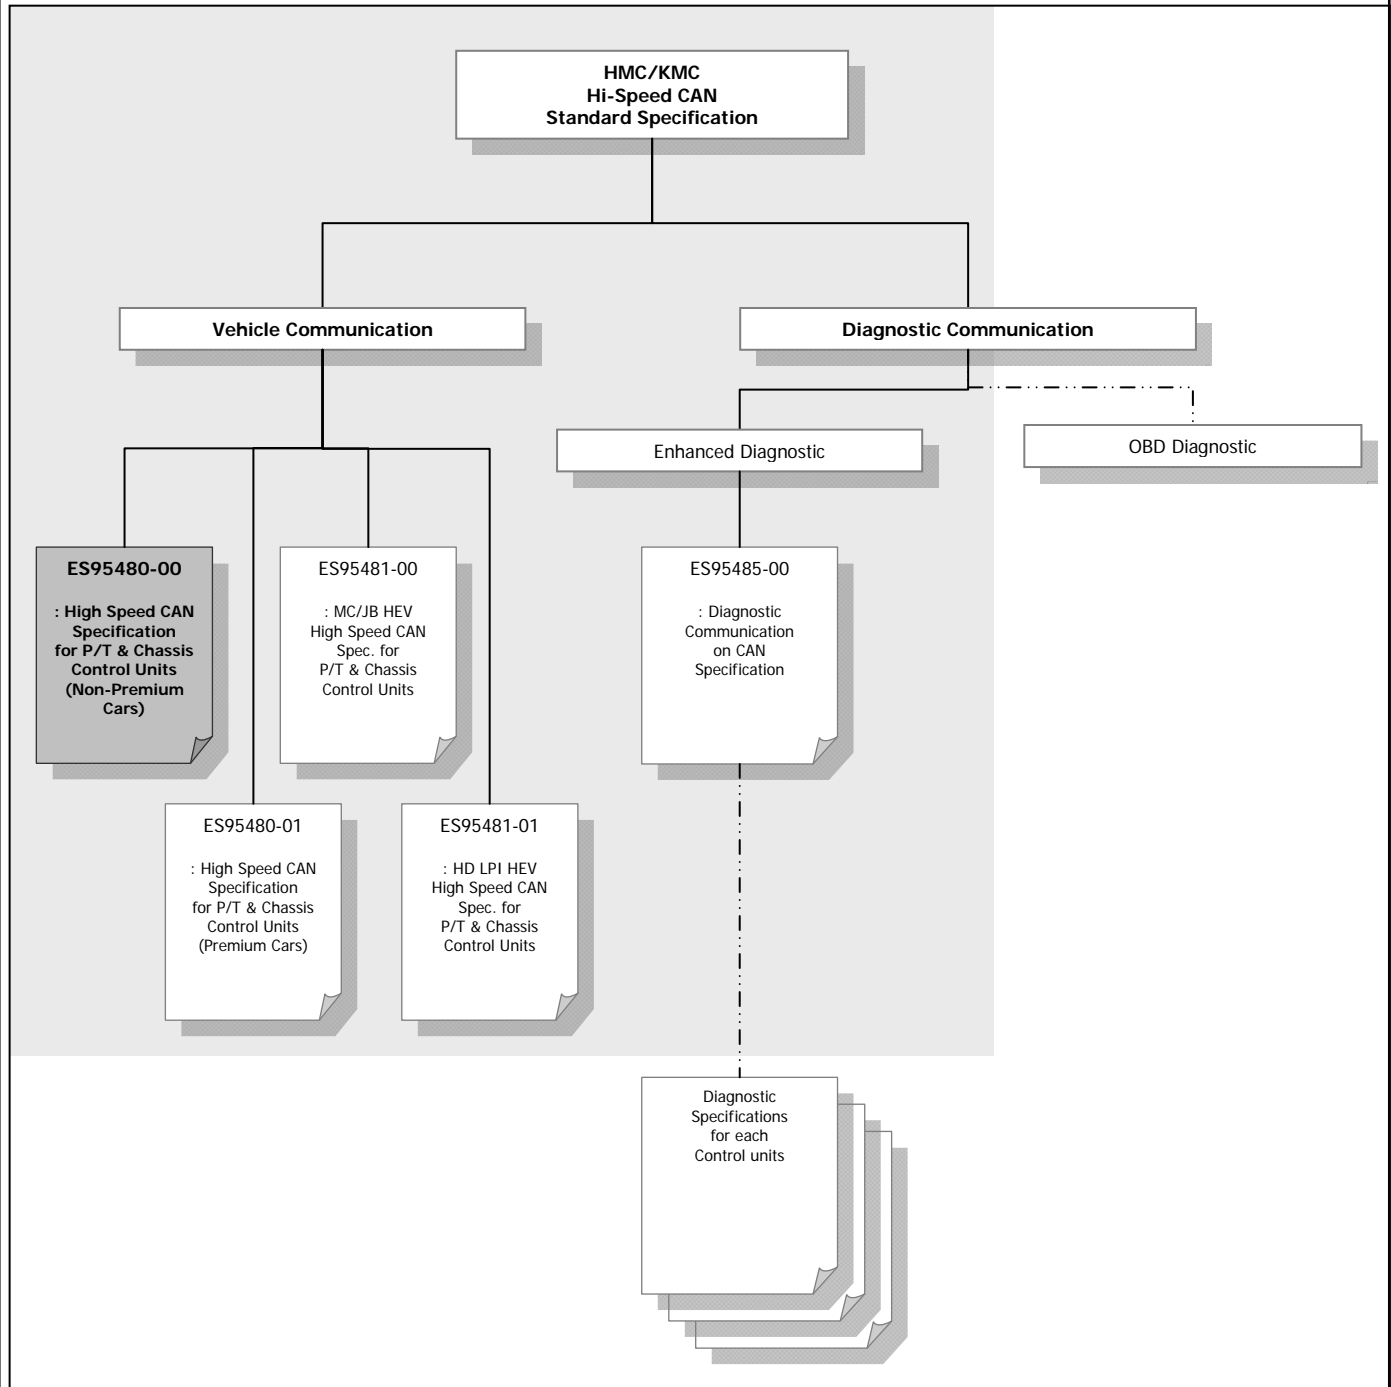 HMC/KMC
Hi-Speed CAN
Standard Specification
Vehicle Communication
Diagnostic Communication
Enhanced Diagnostic
OBD Diagnostic
ES95480-00
: High Speed CAN
Specification
for P/T & Chassis
Control Units
(Non-Premium
Cars)
ES95481-00
: MC/JB HEV
High Speed CAN
Spec. for
P/T & Chassis
Control Units
ES95485-00
: Diagnostic
Communication
on CAN
Specification
ES95480-01
: High Speed CAN
Specification
for P/T & Chassis
Control Units
(Premium Cars)
ES95481-01
: HD LPI HEV
High Speed CAN
Spec. for
P/T & Chassis
Control Units
Diagnostic
Specifications
for each
Control units